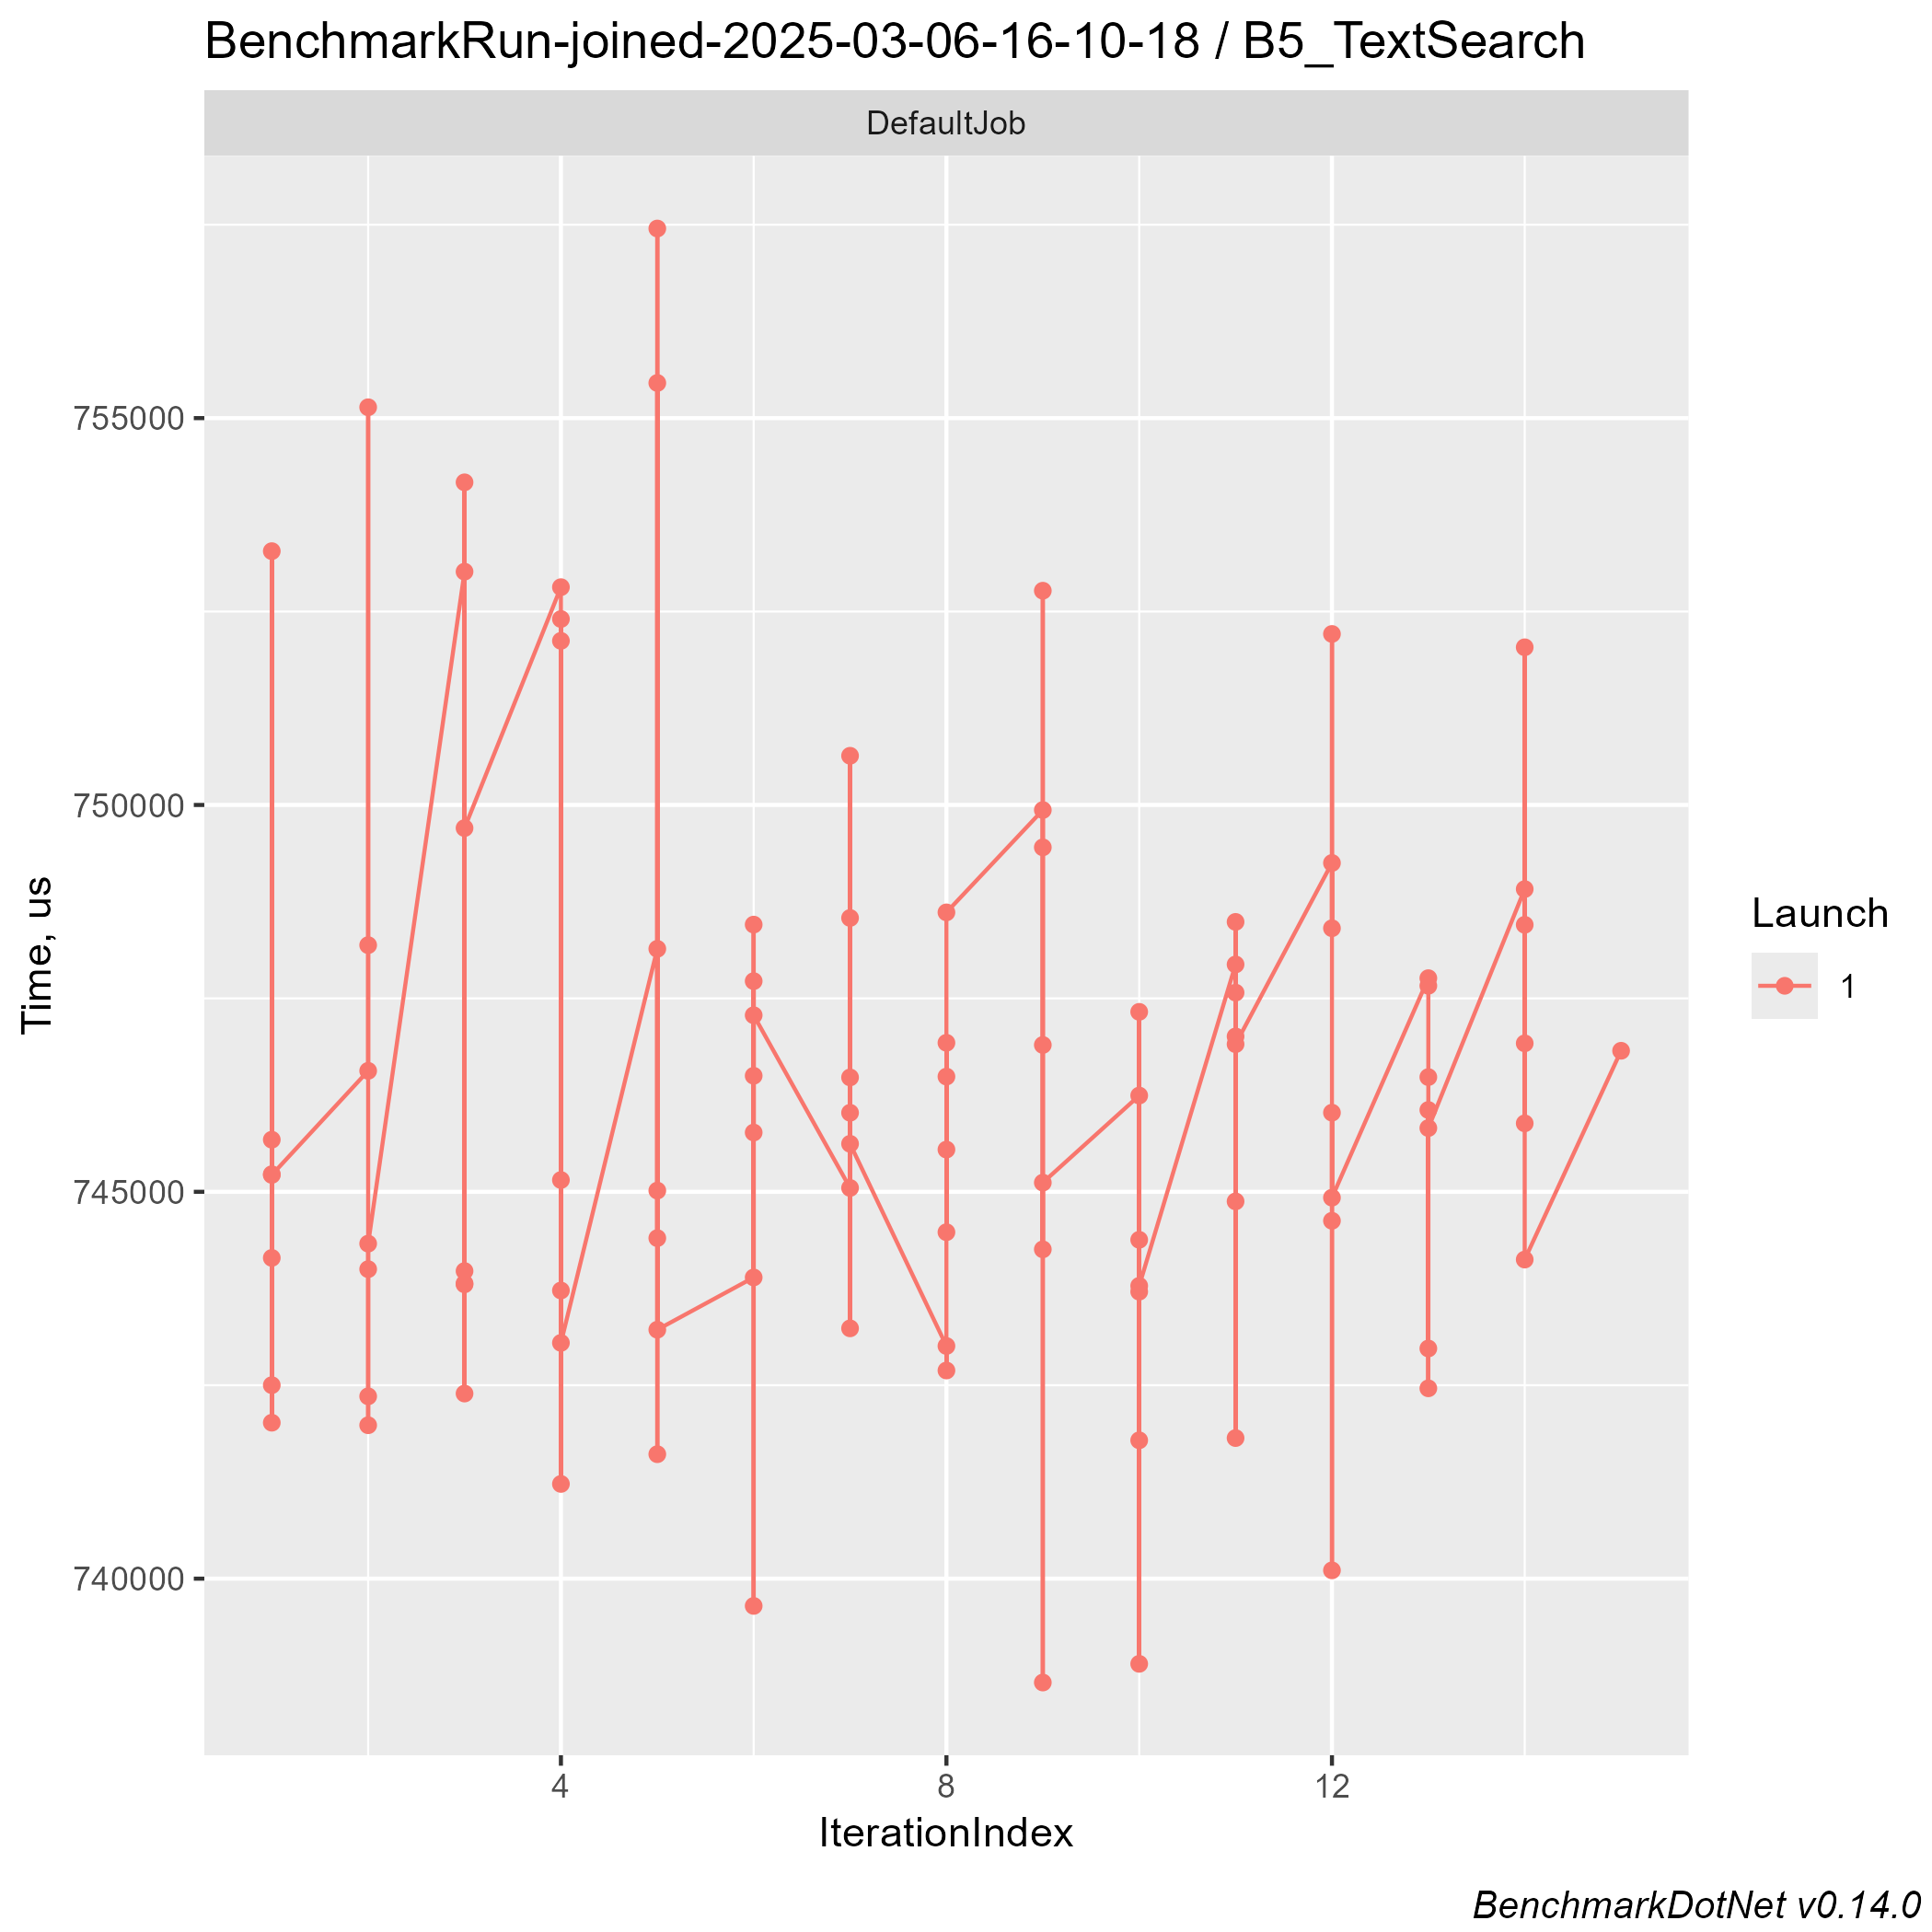 BenchmarkRun-joined-2025-03-06-16-10-18 / B5_TextSearch
DefaultJob
755000
750000
745000
740000
Time, us
4
8
12
IterationIndex
Launch
1
BenchmarkDotNet v0.14.0